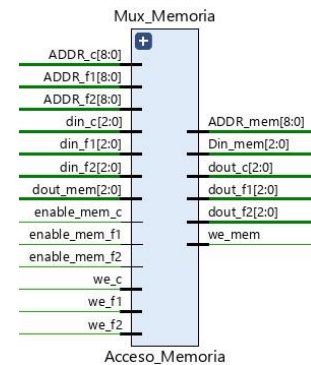 Mux_Memoria
ADDR_c[8:0]
ADDR_f1[8:0]
ADDR_f2[8:0]
din_c[2:0]
din_f1[2:0]
din_f2[2:0]
dout_mem[2:0]
enable_mem_c
enable_mem_f1
enable_mem_f2
we_c
we_f1
we_f2
ADDR_mem[8:0]
Din_mem[2:0]
dout_c[2:0]
dout_f1[2:0]
dout_f2[2:0]
we_mem
Acceso_Memoria